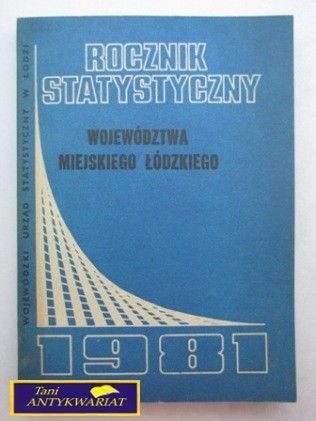 ROCZNIK
STATYSTYCZNY
WOJEWÓDZTWA
MIEJSKIEGO ŁÓDZKIEGO
WOJEWÓDZKI URZĄD STATYSTYCZNY W ŁODZI
1981
Tani
ANTYKWARIAT